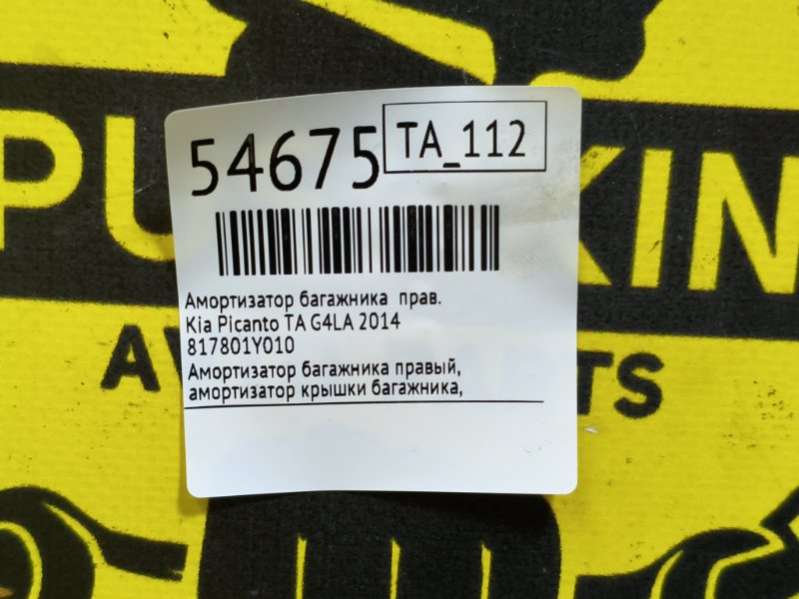 54675
TA_112
Амортизатор багажника прав.
Kia Picanto TA G4LA 2014
817801Y010
Амортизатор багажника правый,
амортизатор крышки багажника,